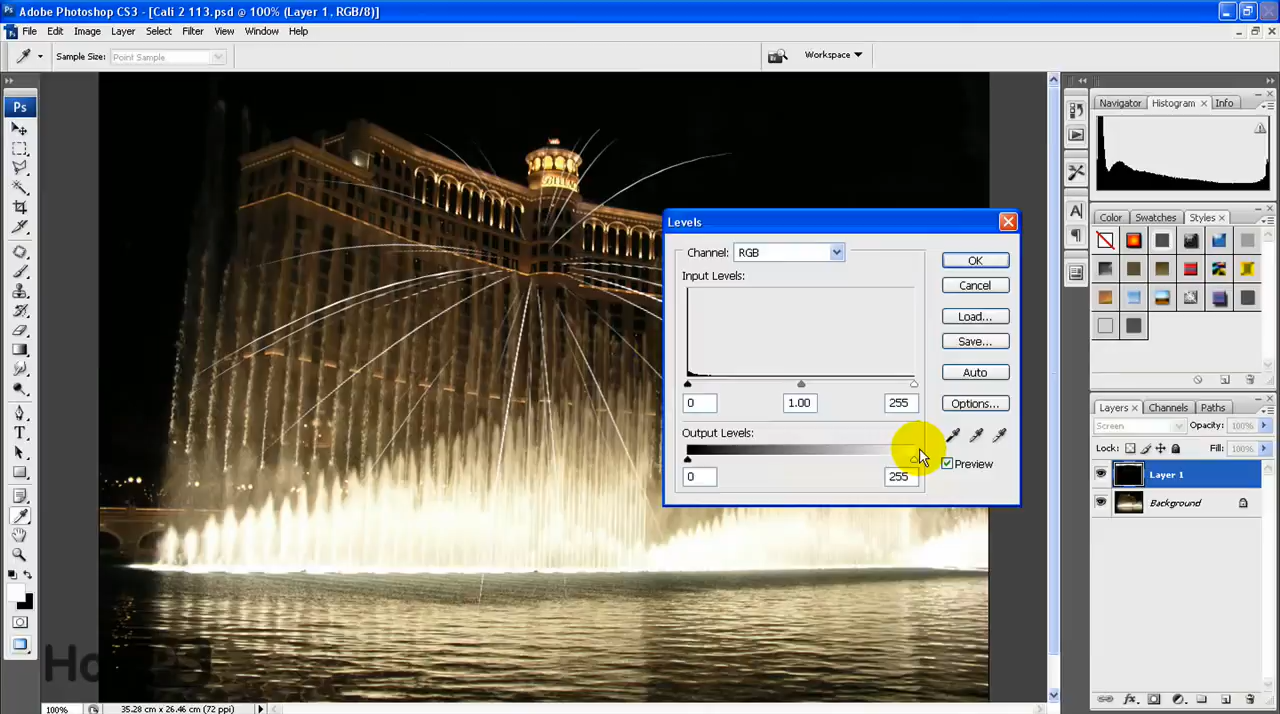 Adobe Photoshop CS3 - [Cali 2 113.psd @ 100% (Layer 1, RGB/8)]
File Edit Image Layer Select Filter View Window Help
Sample Size: Point Sample Workspace
Ps
Navigator Histogram Info
Levels
Channel: RGB
Input Levels:
0 1.00 255
Output Levels:
0 255
OK
Cancel
Load...
Save...
Auto
Options...
Preview
Color Swatches Styles
Layers Channels Paths
Screen Opacity: 100%
Lock: Fill: 100%
Layer 1
Background
100% 35.28 cm × 26.46 cm (72 ppi)